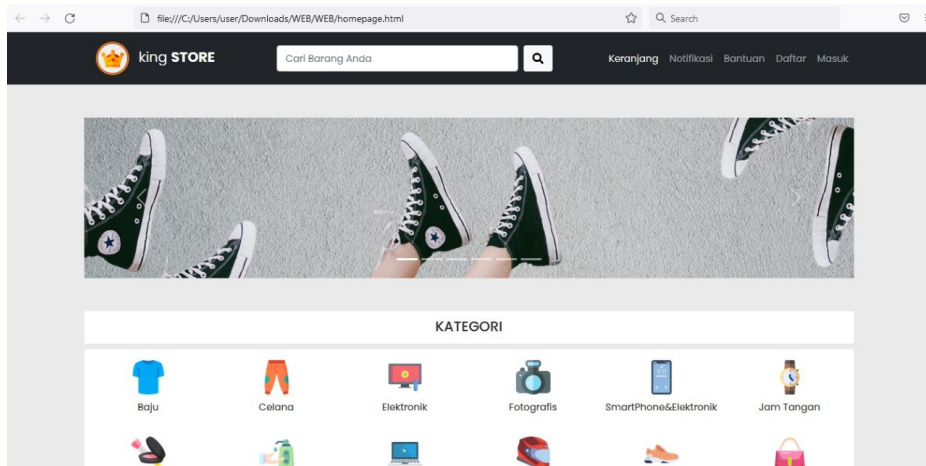 file:///C:/Users/user/Downloads/WEB/WEB/homepage.html
Search
king STORE
Cari Barang Anda
Keranjang Notifikasi Bantuan Daftar Masuk
KATEGORI
Baju Celana Elektronik Fotografis SmartPhone&Elektronik Jam Tangan